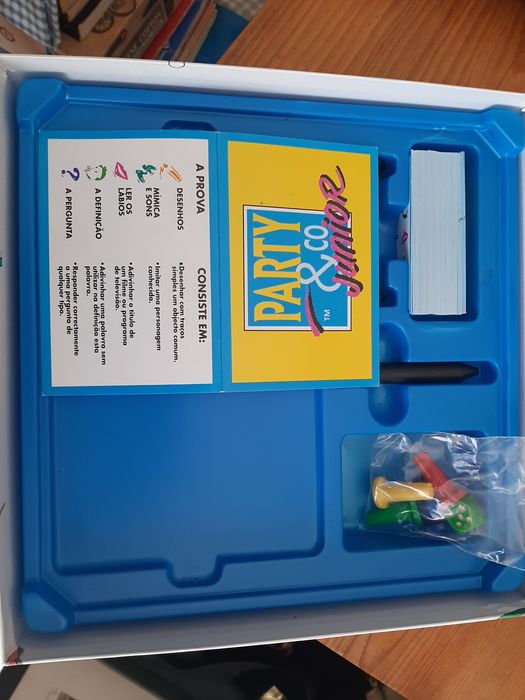 EDITION
PARTY
& CO
Junior
TM
A PROVA CONSISTE EM:
DESENHOS •Desenhar com traços
simples um objecto comum.
MÍMICA • Imitar uma personagem
E SONS conhecida.
LER OS • Adivinhar o título de
LÁBIOS um filme ou programa
de televisão.
A DEFINIÇÃO • Adivinhar uma palavra sem
utilizar na definição esta
palavra.
A PERGUNTA • Responder correctamente
a uma pergunta de
qualquer tipo.